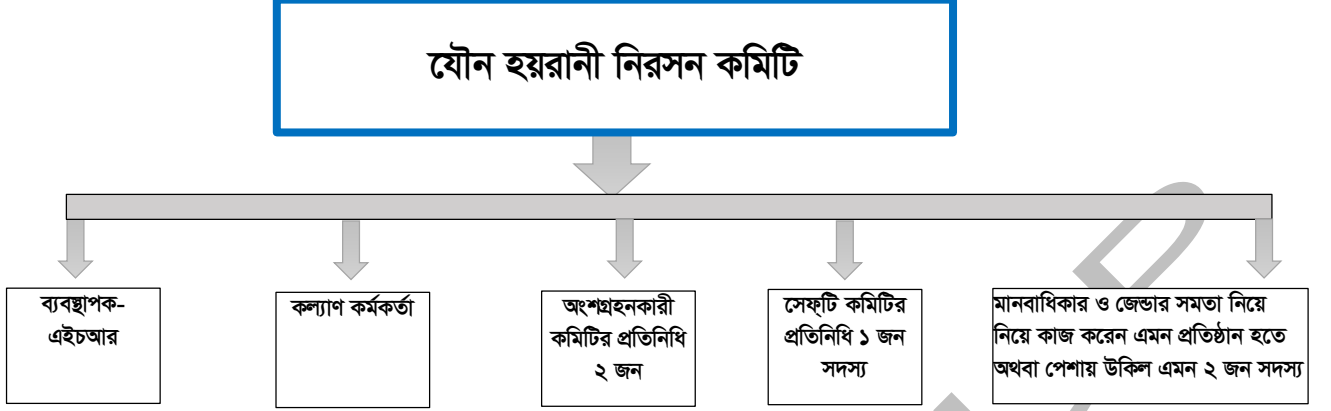 যৌন হয়রানী নিরসন কমিটি
ব্যবস্থাপক-
এইচআর
কল্যাণ কর্মকর্তা
অংশগ্রহনকারী
কমিটির প্রতিনিধি
২ জন
সেফ্‌টি কমিটির
প্রতিনিধি ১ জন
সদস্য
মানবাধিকার ও জেন্ডার সমতা নিয়ে
নিয়ে কাজ করেন এমন প্রতিষ্ঠান হতে
অথবা পেশায় উকিল এমন ২ জন সদস্য